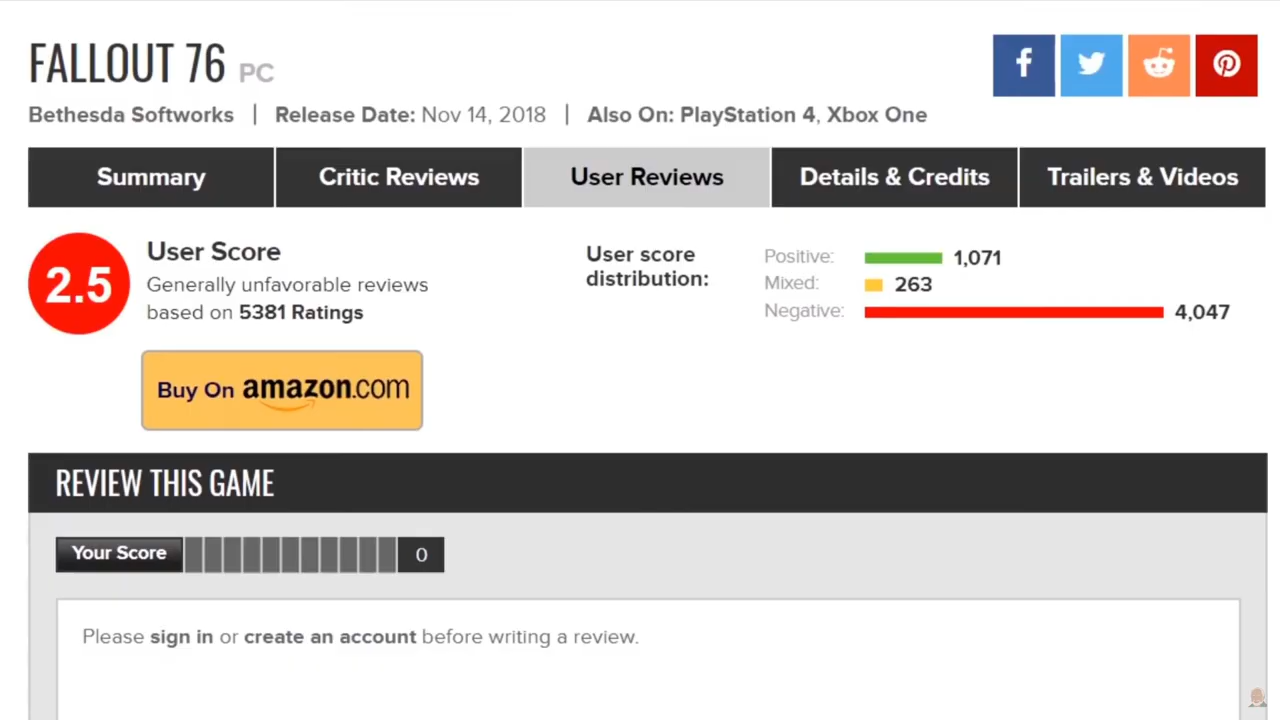 FALLOUT 76 PC
Bethesda Softworks | Release Date: Nov 14, 2018 | Also On: PlayStation 4, Xbox One
Summary Critic Reviews User Reviews Details & Credits Trailers & Videos
2.5
User Score
Generally unfavorable reviews
based on 5381 Ratings
User score
distribution:
Positive: 1,071
Mixed: 263
Negative: 4,047
Buy On amazon.com
REVIEW THIS GAME
Your Score 0
Please sign in or create an account before writing a review.